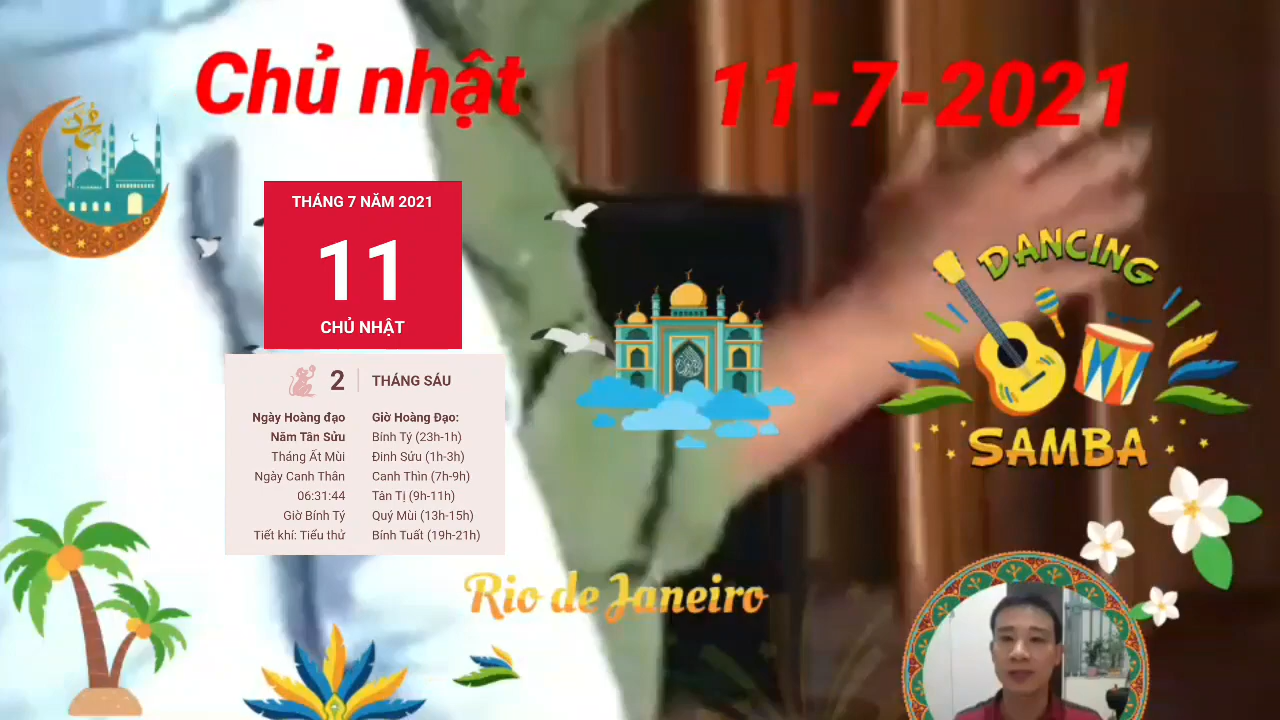 Chủ nhật
11-7-2021
THÁNG 7 NĂM 2021
11
CHỦ NHẬT
2
THÁNG SÁU
Ngày Hoàng đạo
Năm Tân Sửu
Tháng Ất Mùi
Ngày Canh Thân
06:31:44
Giờ Bính Tý
Tiết khí: Tiểu thử
Giờ Hoàng Đạo:
Bính Tý (23h-1h)
Đinh Sửu (1h-3h)
Canh Thìn (7h-9h)
Tân Tị (9h-11h)
Quý Mùi (13h-15h)
Bính Tuất (19h-21h)
DANCING
SAMBA
Rio de Janeiro